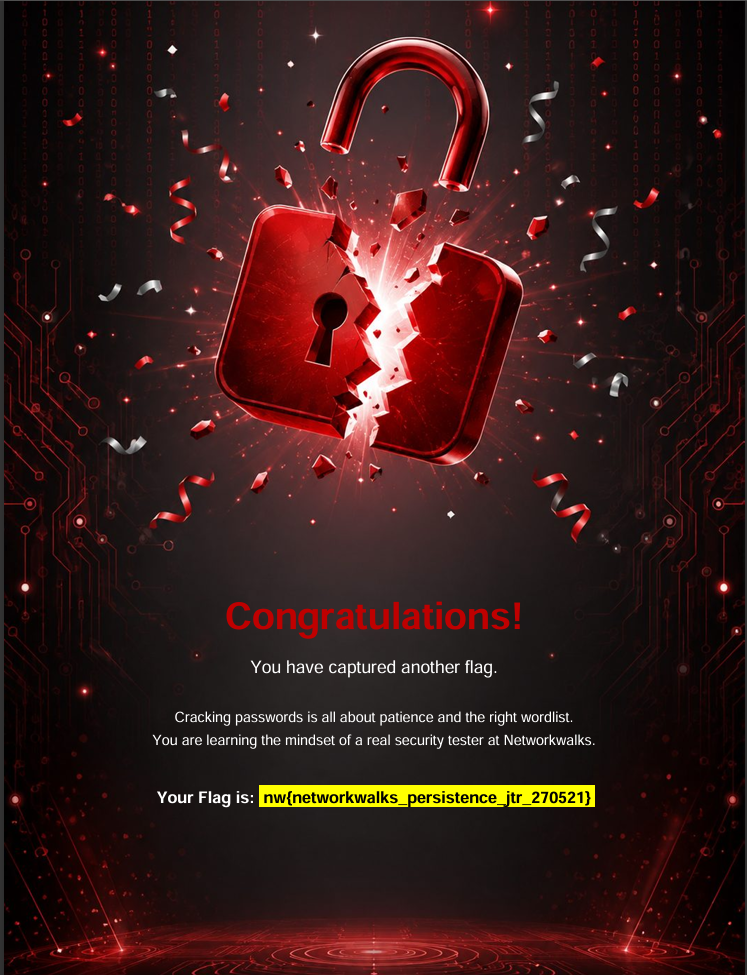 Congratulations!
You have captured another flag.
Cracking passwords is all about patience and the right wordlist.
You are learning the mindset of a real security tester at Networkwalks.
Your Flag is: nw{networkwalks_persistence_jtr_270521}